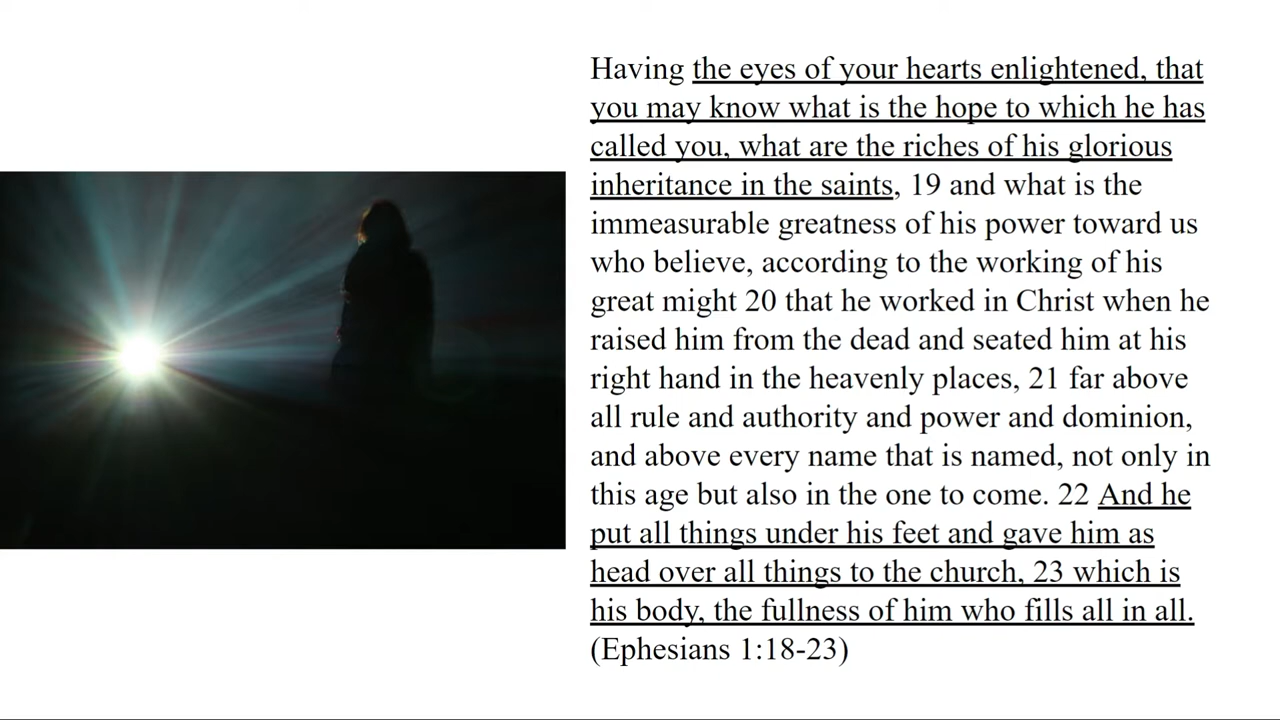 Having the eyes of your hearts enlightened, that
you may know what is the hope to which he has
called you, what are the riches of his glorious
inheritance in the saints, 19 and what is the
immeasurable greatness of his power toward us
who believe, according to the working of his
great might 20 that he worked in Christ when he
raised him from the dead and seated him at his
right hand in the heavenly places, 21 far above
all rule and authority and power and dominion,
and above every name that is named, not only in
this age but also in the one to come. 22 And he
put all things under his feet and gave him as
head over all things to the church, 23 which is
his body, the fullness of him who fills all in all.
(Ephesians 1:18-23)